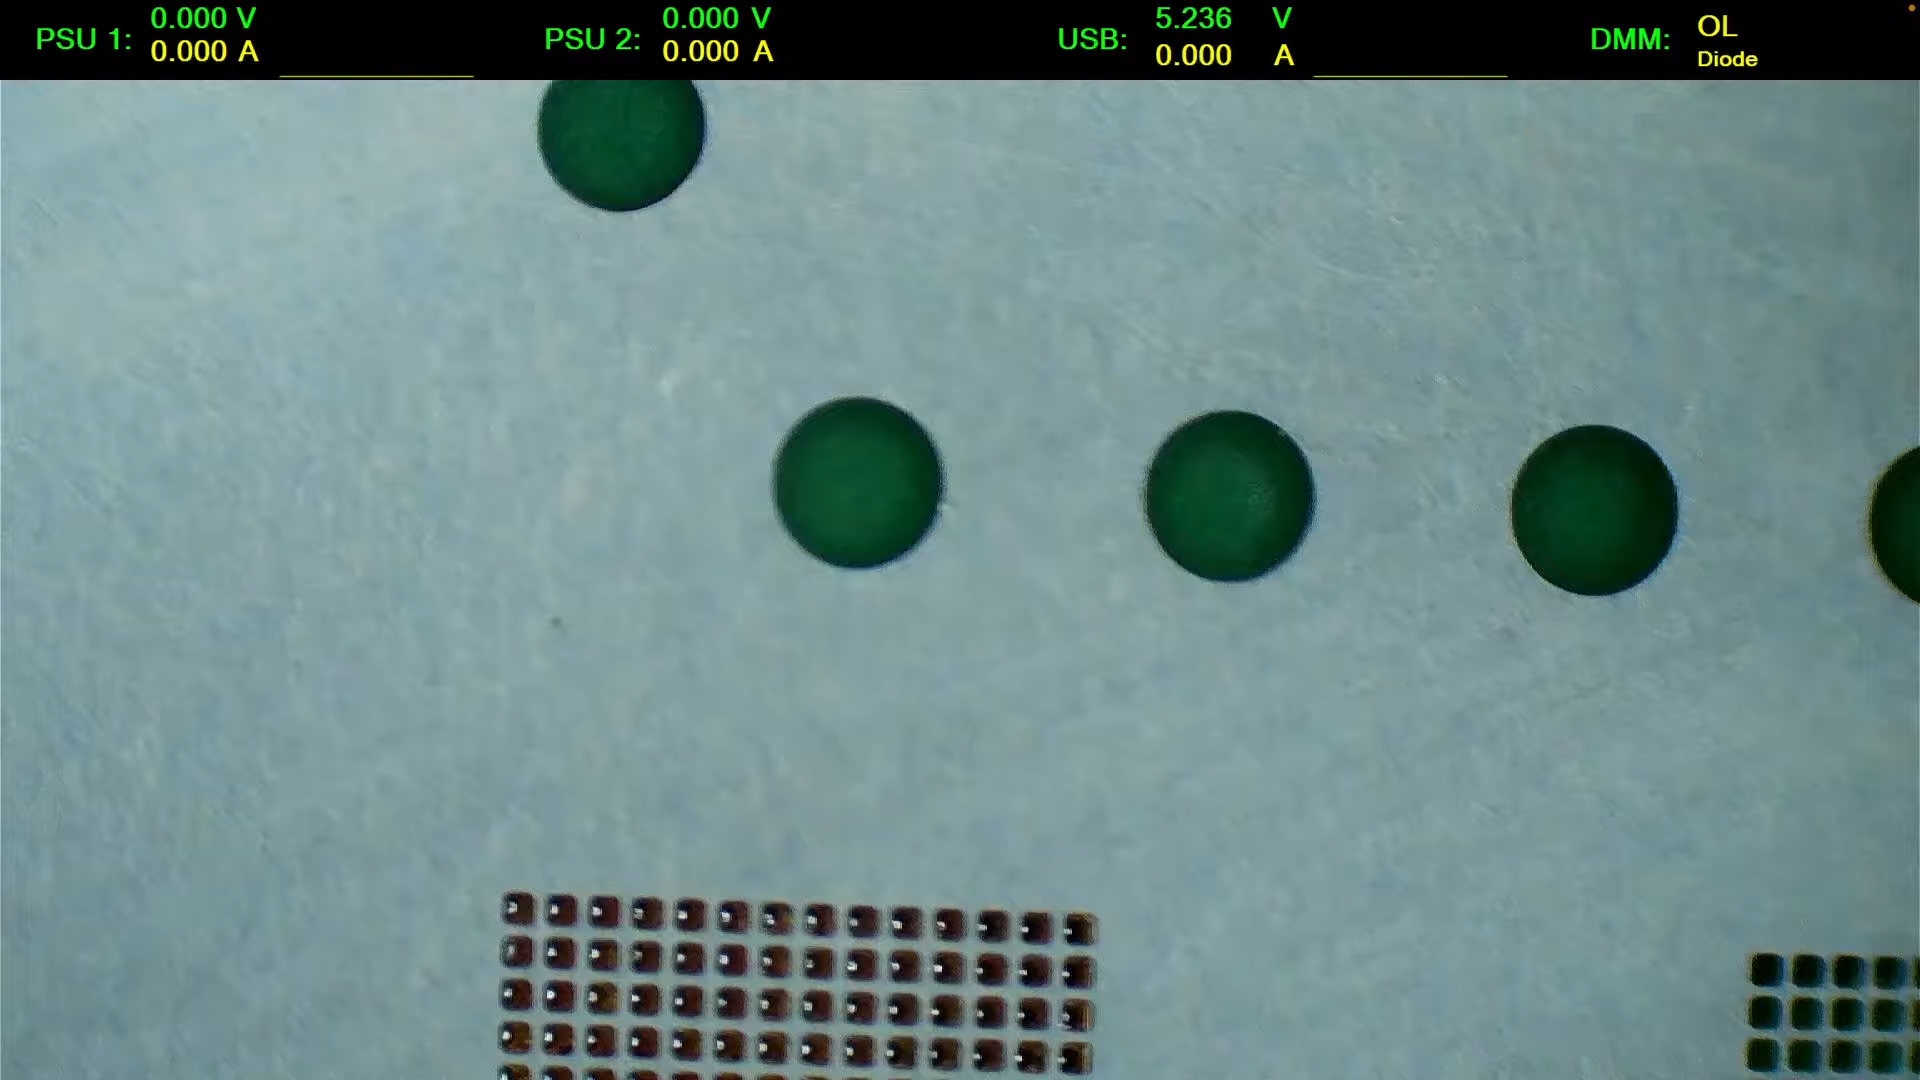 PSU 1: 0.000 V
0.000 A
PSU 2: 0.000 V
0.000 A
USB: 5.236 V
0.000 A
DMM: OL
Diode